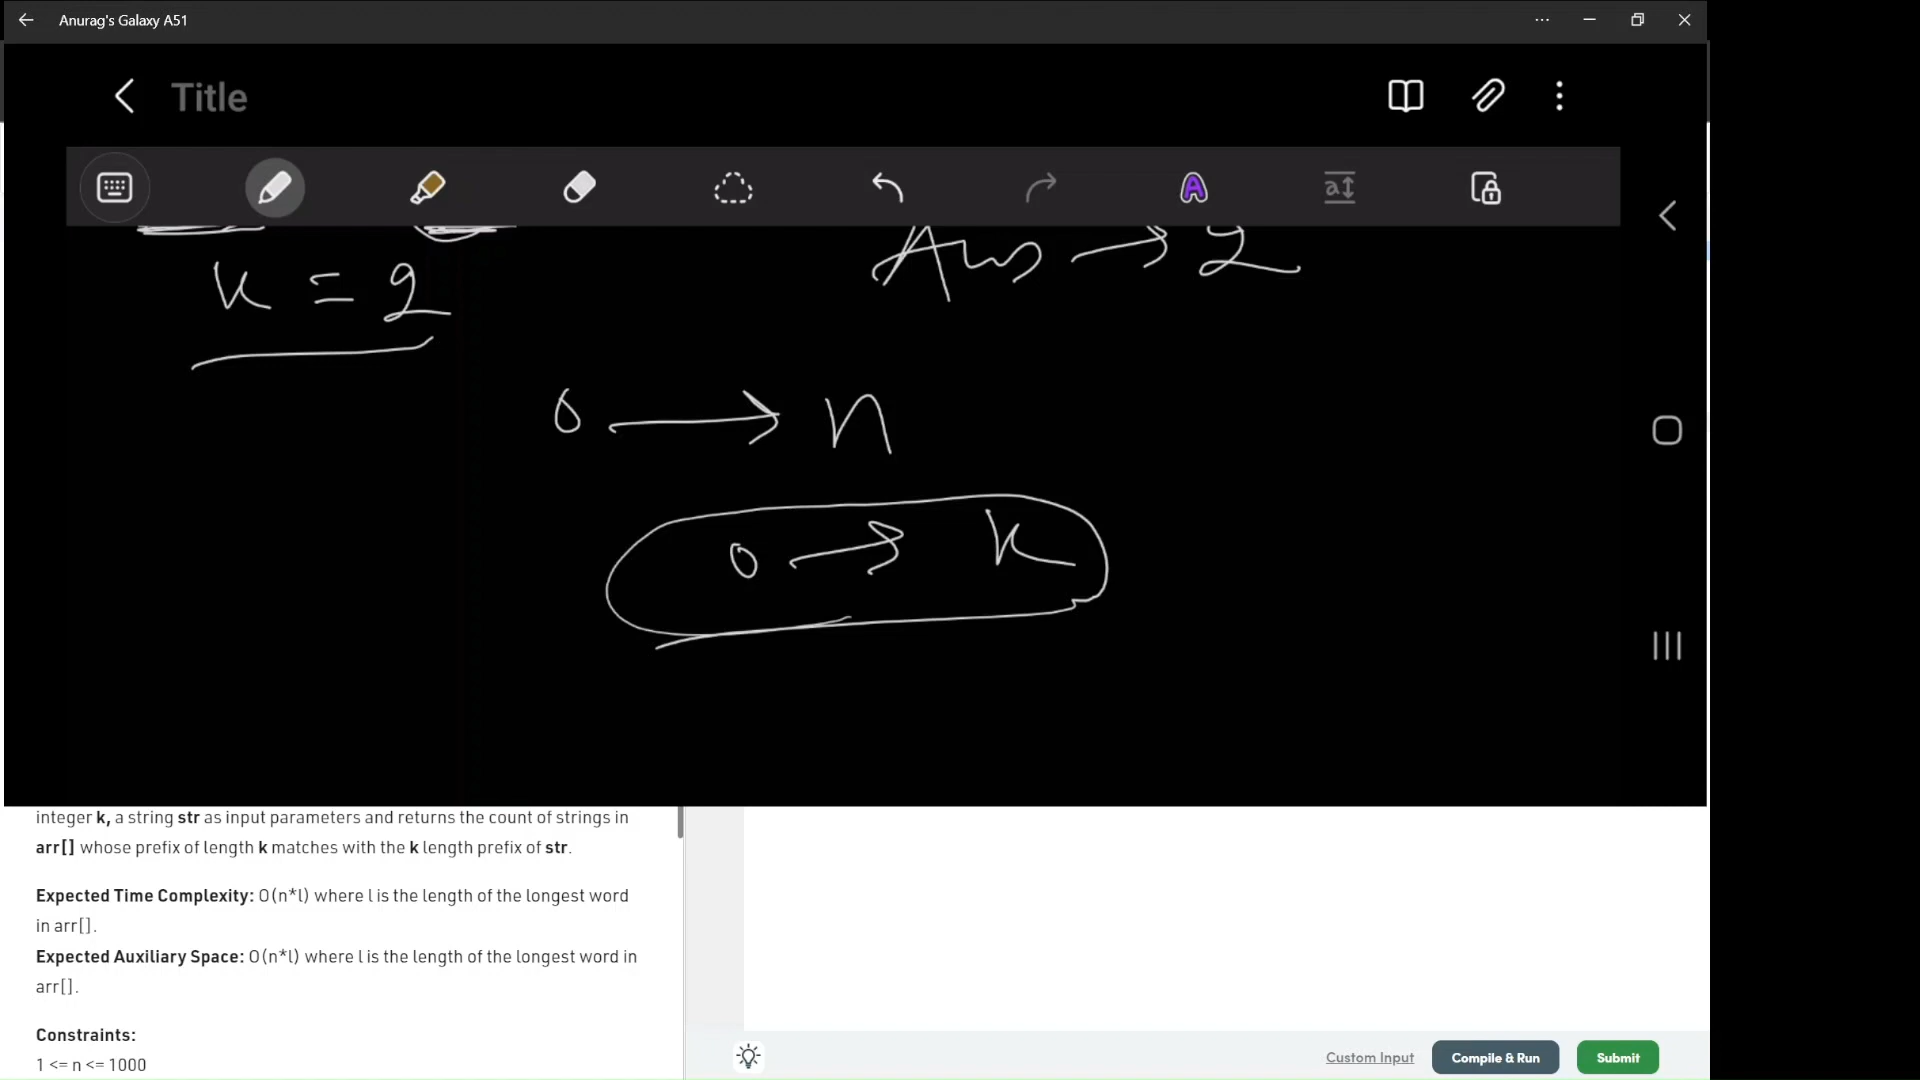 Anurag's Galaxy A51
Title
Ans → 2
k = 2
0 → n
0 → k
integer k, a string str as input parameters and returns the count of strings in
arr[] whose prefix of length k matches with the k length prefix of str.
Expected Time Complexity: O(n*l) where l is the length of the longest word
in arr[].
Expected Auxiliary Space: O(n*l) where l is the length of the longest word in
arr[].
Constraints:
1 <= n <= 1000
Custom Input
Compile & Run
Submit